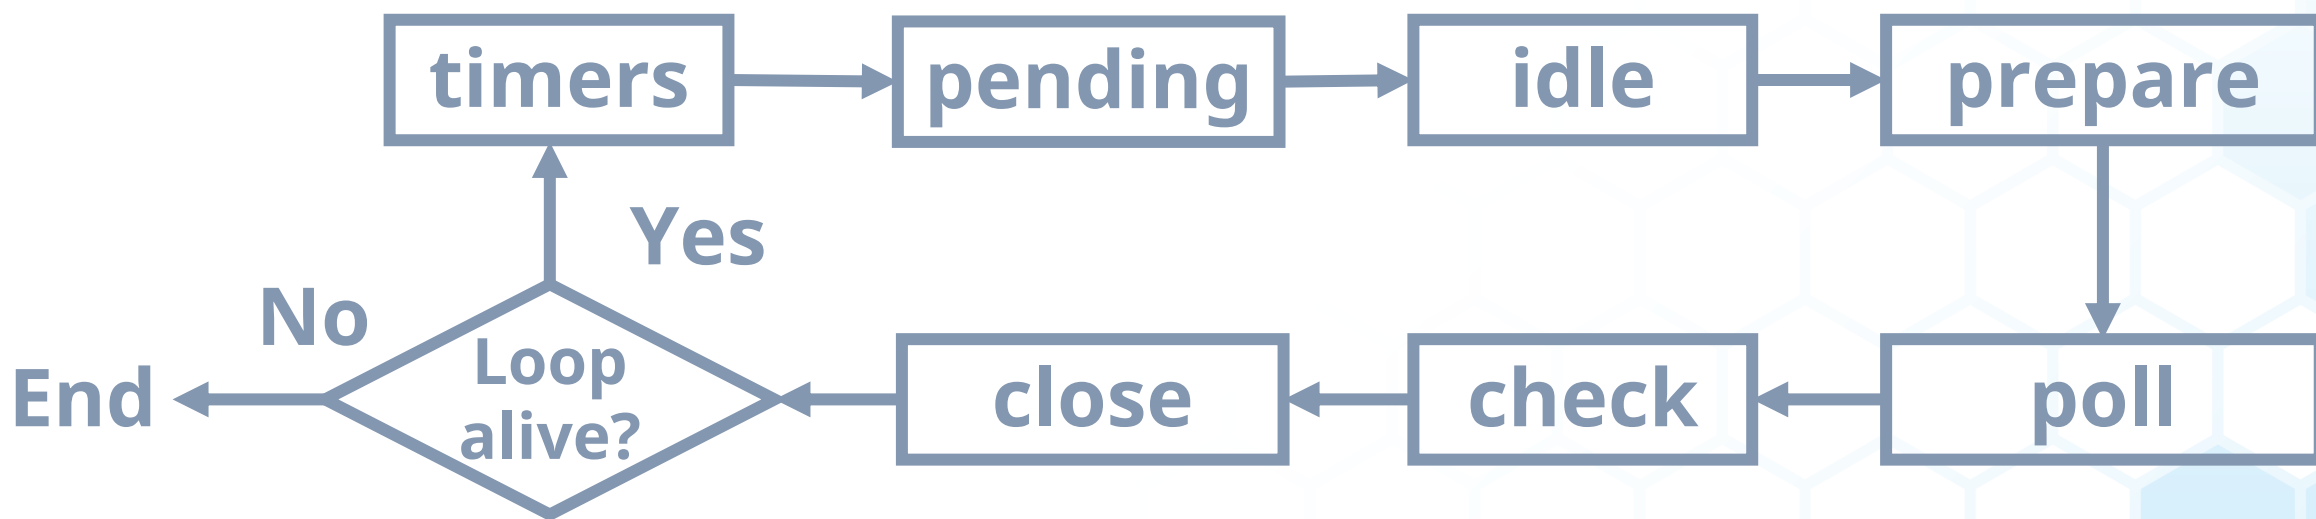 timers
pending
idle
prepare
Yes
No
End
Loop
alive?
close
check
poll